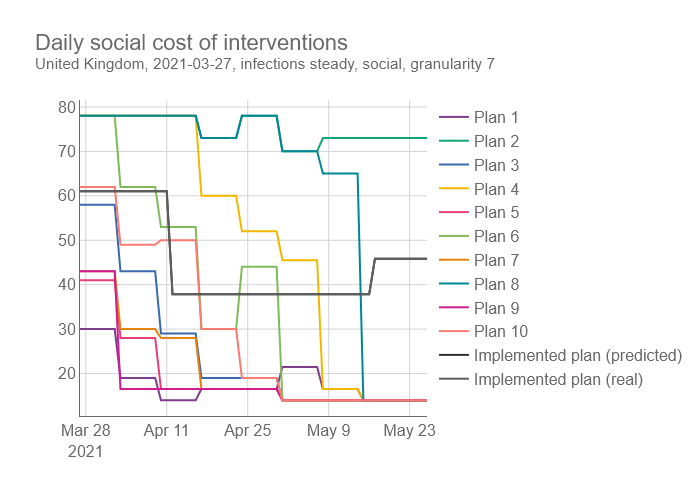 Daily social cost of interventions
United Kingdom, 2021-03-27, infections steady, social, granularity 7
80
70
60
50
40
30
20
Mar 28
2021
Apr 11
Apr 25
May 9
May 23
Plan 1
Plan 2
Plan 3
Plan 4
Plan 5
Plan 6
Plan 7
Plan 8
Plan 9
Plan 10
Implemented plan (predicted)
Implemented plan (real)